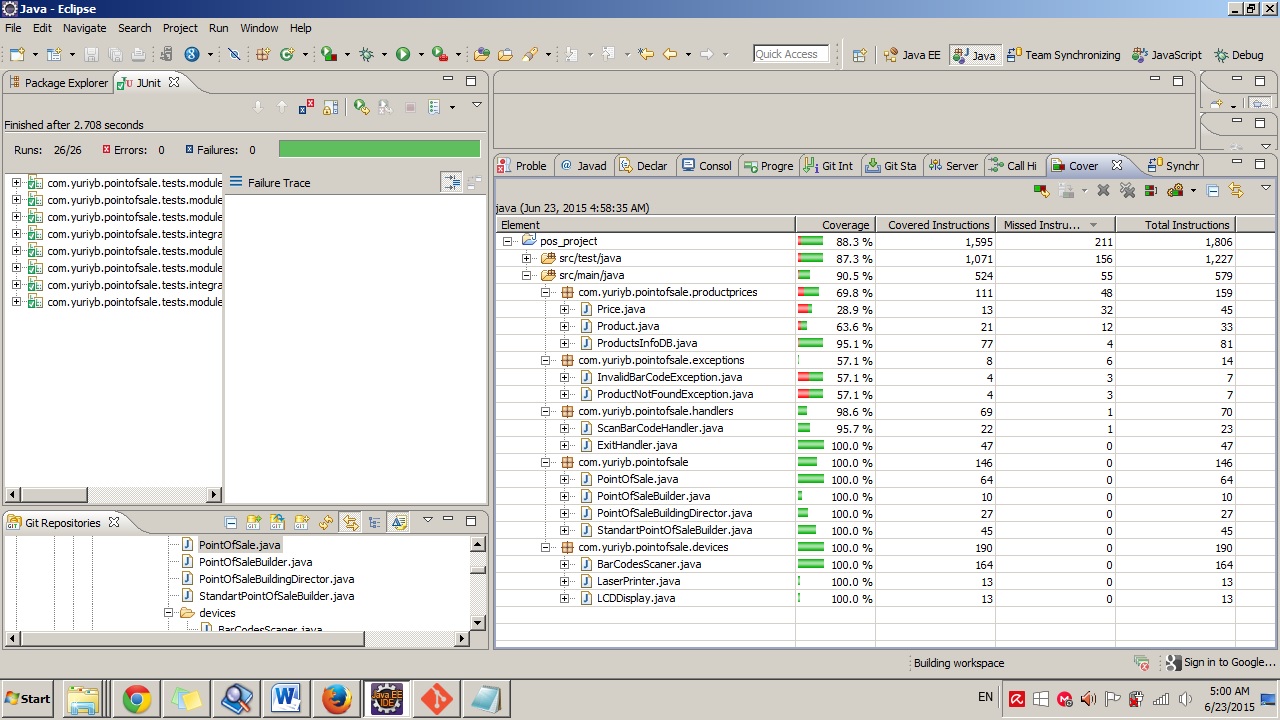 Java - Eclipse
File Edit Navigate Search Project Run Window Help
Quick Access Java EE Java Team Synchronizing JavaScript Debug
Package Explorer JUnit
Finished after 2.708 seconds
Runs: 26/26 Errors: 0 Failures: 0
com.yuriyb.pointofsale.tests.module
com.yuriyb.pointofsale.tests.module
com.yuriyb.pointofsale.tests.module
com.yuriyb.pointofsale.tests.integra
com.yuriyb.pointofsale.tests.module
com.yuriyb.pointofsale.tests.module
com.yuriyb.pointofsale.tests.integra
com.yuriyb.pointofsale.tests.module
Failure Trace
Git Repositories
PointOfSale.java
PointOfSaleBuilder.java
PointOfSaleBuildingDirector.java
StandartPointOfSaleBuilder.java
devices
BarCodesScaner.java
Proble Javad Declar Consol Progre Git Int Git Sta Server Call Hi Cover Synchr
java (Jun 23, 2015 4:58:35 AM)
Element Coverage Covered Instructions Missed Instru... Total Instructions
pos_project 88.3 % 1,595 211 1,806
src/test/java 87.3 % 1,071 156 1,227
src/main/java 90.5 % 524 55 579
com.yuriyb.pointofsale.productprices 69.8 % 111 48 159
Price.java 28.9 % 13 32 45
Product.java 63.6 % 21 12 33
ProductsInfoDB.java 95.1 % 77 4 81
com.yuriyb.pointofsale.exceptions 57.1 % 8 6 14
InvalidBarCodeException.java 57.1 % 4 3 7
ProductNotFoundException.java 57.1 % 4 3 7
com.yuriyb.pointofsale.handlers 98.6 % 69 1 70
ScanBarCodeHandler.java 95.7 % 22 1 23
ExitHandler.java 100.0 % 47 0 47
com.yuriyb.pointofsale 100.0 % 146 0 146
PointOfSale.java 100.0 % 64 0 64
PointOfSaleBuilder.java 100.0 % 10 0 10
PointOfSaleBuildingDirector.java 100.0 % 27 0 27
StandartPointOfSaleBuilder.java 100.0 % 45 0 45
com.yuriyb.pointofsale.devices 100.0 % 190 0 190
BarCodesScaner.java 100.0 % 164 0 164
LaserPrinter.java 100.0 % 13 0 13
LCDDisplay.java 100.0 % 13 0 13
Building workspace Sign in to Google...
Start EN 5:00 AM
6/23/2015